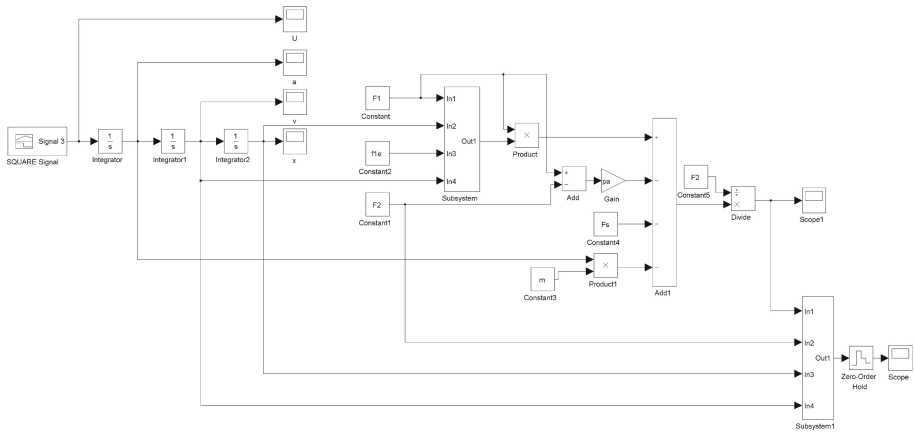 U
a
v
x
Signal 3
SQUARE Signal
1
s
Integrator
1
s
Integrator1
1
s
Integrator2
F1
Constant
f1e
Constant2
F2
Constant1
In1
In2
In3
In4
Out1
Subsystem
×
Product
+
−
Add
pa
Gain
Fs
Constant4
m
Constant3
×
Product1
+
−
−
−
Add1
F2
Constant5
÷
×
Divide
Scope1
In1
In2
In3
In4
Out1
Subsystem1
Zero-Order
Hold
Scope